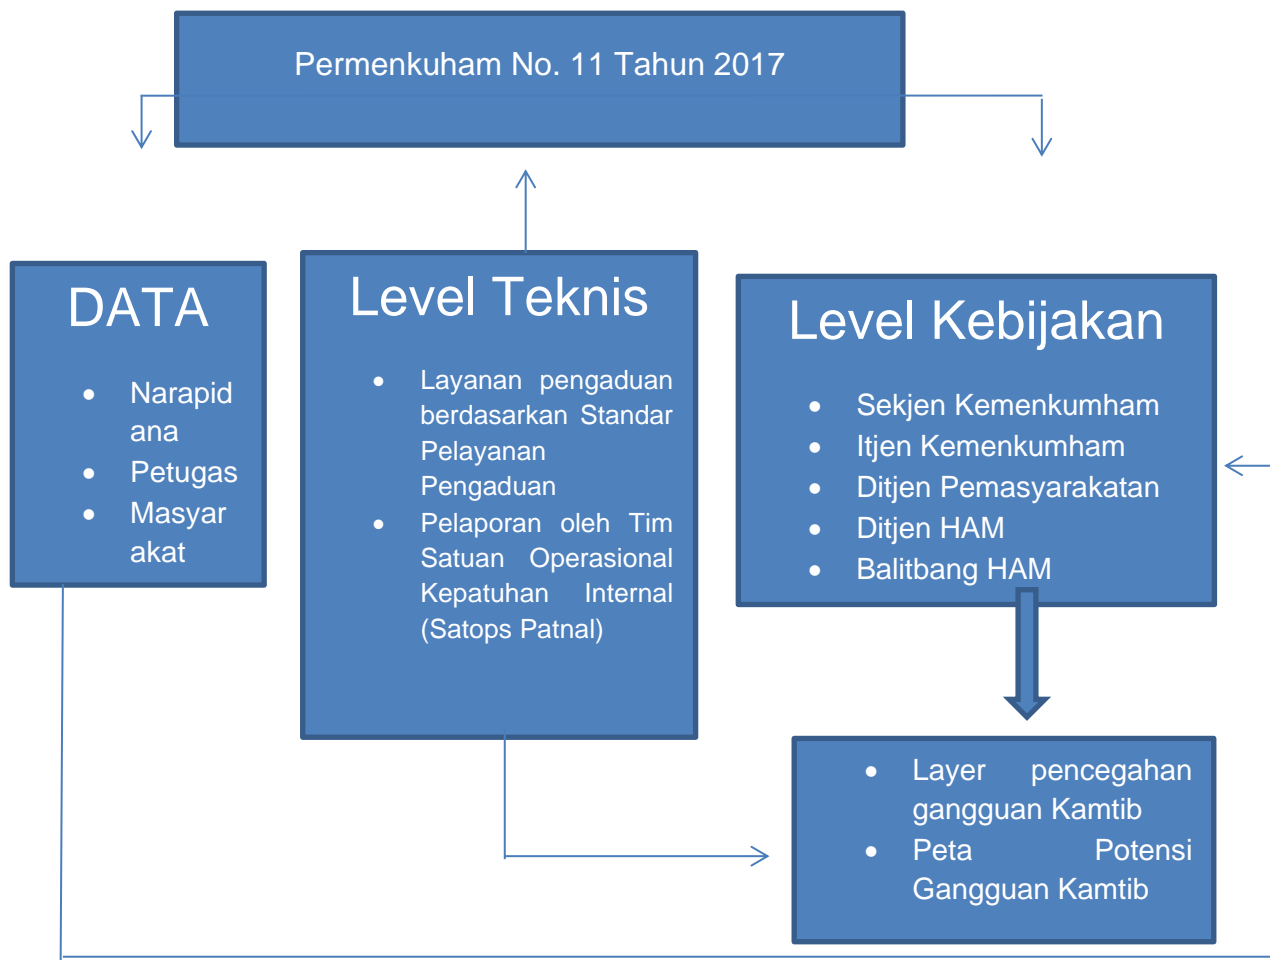 Permenkuham No. 11 Tahun 2017
DATA
• Narapid
ana
• Petugas
• Masyar
akat
Level Teknis
• Layanan pengaduan
berdasarkan Standar
Pelayanan
Pengaduan
• Pelaporan oleh Tim
Satuan Operasional
Kepatuhan Internal
(Satops Patnal)
Level Kebijakan
• Sekjen Kemenkumham
• Itjen Kemenkumham
• Ditjen Pemasyarakatan
• Ditjen HAM
• Balitbang HAM
• Layer pencegahan
gangguan Kamtib
• Peta Potensi
Gangguan Kamtib